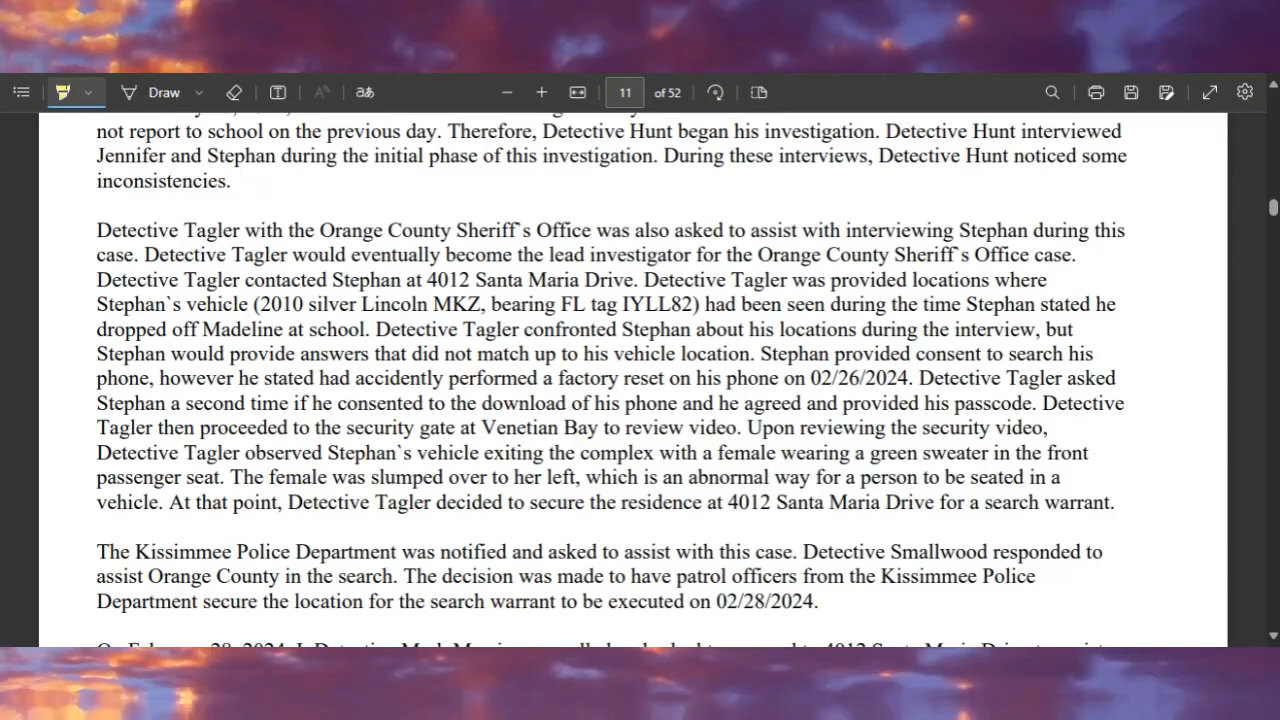 Draw
11 of 52
not report to school on the previous day. Therefore, Detective Hunt began his investigation. Detective Hunt interviewed
Jennifer and Stephan during the initial phase of this investigation. During these interviews, Detective Hunt noticed some
inconsistencies.
Detective Tagler with the Orange County Sheriff`s Office was also asked to assist with interviewing Stephan during this
case. Detective Tagler would eventually become the lead investigator for the Orange County Sheriff`s Office case.
Detective Tagler contacted Stephan at 4012 Santa Maria Drive. Detective Tagler was provided locations where
Stephan`s vehicle (2010 silver Lincoln MKZ, bearing FL tag IYLL82) had been seen during the time Stephan stated he
dropped off Madeline at school. Detective Tagler confronted Stephan about his locations during the interview, but
Stephan would provide answers that did not match up to his vehicle location. Stephan provided consent to search his
phone, however he stated had accidently performed a factory reset on his phone on 02/26/2024. Detective Tagler asked
Stephan a second time if he consented to the download of his phone and he agreed and provided his passcode. Detective
Tagler then proceeded to the security gate at Venetian Bay to review video. Upon reviewing the security video,
Detective Tagler observed Stephan`s vehicle exiting the complex with a female wearing a green sweater in the front
passenger seat. The female was slumped over to her left, which is an abnormal way for a person to be seated in a
vehicle. At that point, Detective Tagler decided to secure the residence at 4012 Santa Maria Drive for a search warrant.
The Kissimmee Police Department was notified and asked to assist with this case. Detective Smallwood responded to
assist Orange County in the search. The decision was made to have patrol officers from the Kissimmee Police
Department secure the location for the search warrant to be executed on 02/28/2024.